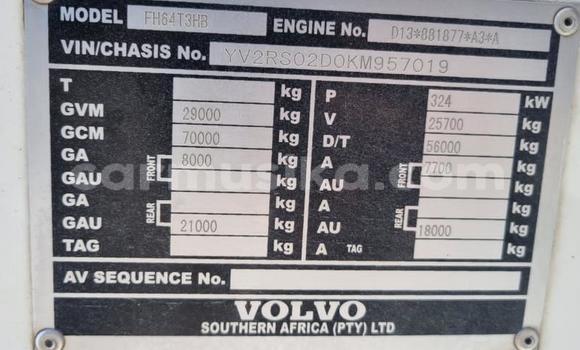 MODEL FH64T3HB ENGINE No. D13*881877*A3*A
VIN/CHASSIS No. YV2RS02D0KM957019
T kg P 324 kW
GVM 29000 kg V 25700 kg
GCM 70000 kg D/T 56000 kg
GA FRONT 8000 kg A FRONT 7700 kg
GAU kg AU kg
GA REAR kg A REAR kg
GAU 21000 kg AU 18000 kg
TAG kg A TAG kg
carmusika.com
AV SEQUENCE No.
VOLVO
SOUTHERN AFRICA (PTY) LTD